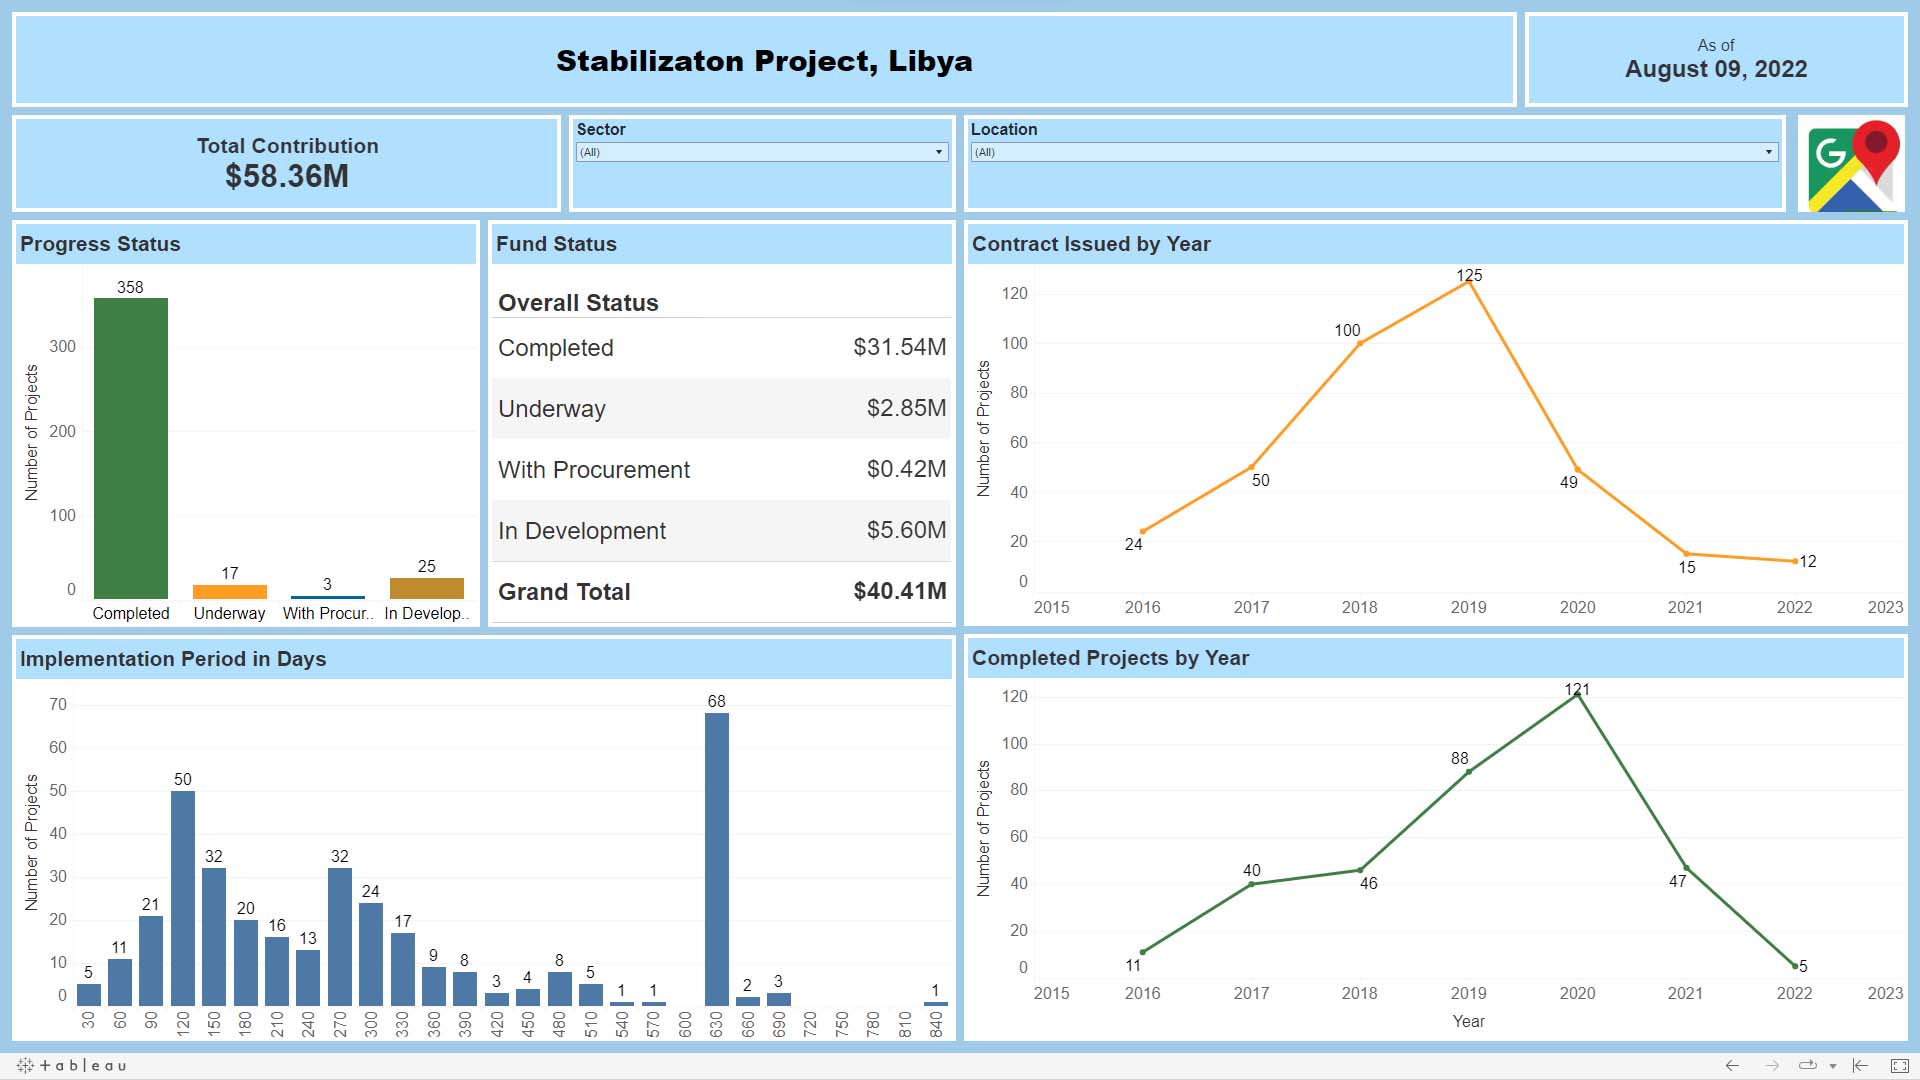 Stabilizaton Project, Libya
As of
August 09, 2022
Total Contribution
$58.36M
Sector
(All)
Location
(All)
G
Progress Status
Number of Projects
300
200
100
0
358
17
3
25
Completed
Underway
With Procur..
In Develop..
Fund Status
Overall Status
Completed $31.54M
Underway $2.85M
With Procurement $0.42M
In Development $5.60M
Grand Total $40.41M
Contract Issued by Year
Number of Projects
120
100
80
60
40
20
0
24
50
100
125
49
15
12
2015 2016 2017 2018 2019 2020 2021 2022 2023
Implementation Period in Days
Number of Projects
70
60
50
40
30
20
10
0
5 11 21 50 32 20 16 13 32 24 17 9 8 3 4 8 5 1 1 68 2 3 1
30 60 90 120 150 180 210 240 270 300 330 360 390 420 450 480 510 540 570 600 630 660 690 720 750 780 810 840
Completed Projects by Year
Number of Projects
120
100
80
60
40
20
0
11
40
46
88
121
47
5
2015 2016 2017 2018 2019 2020 2021 2022 2023
Year
+ableau